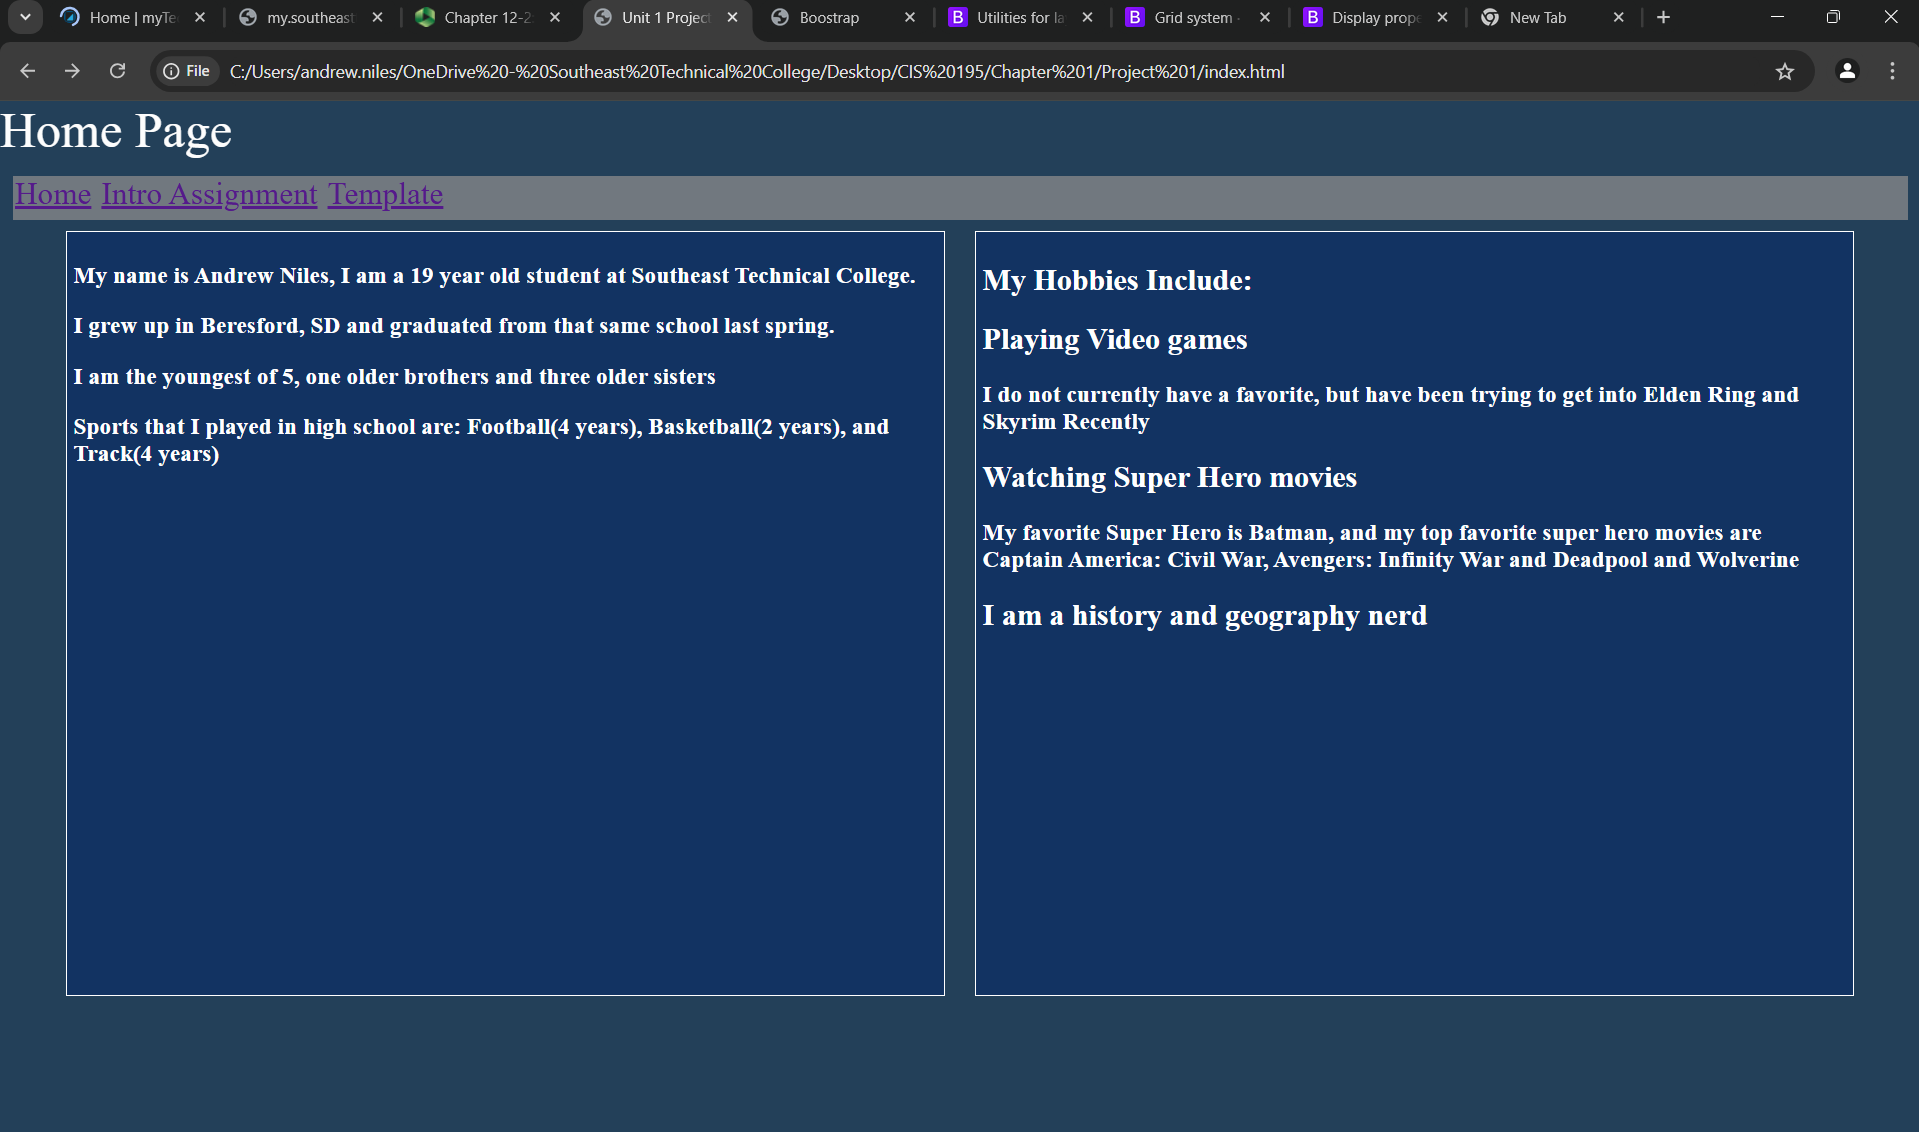 Home | myTe
my.southeast
Chapter 12-2
Unit 1 Project
Boostrap
B Utilities for la
B Grid system
B Display prope
New Tab
File C:/Users/andrew.niles/OneDrive%20-%20Southeast%20Technical%20College/Desktop/CIS%20195/Chapter%201/Project%201/index.html
Home Page
Home Intro Assignment Template
My name is Andrew Niles, I am a 19 year old student at Southeast Technical College.
I grew up in Beresford, SD and graduated from that same school last spring.
I am the youngest of 5, one older brothers and three older sisters
Sports that I played in high school are: Football(4 years), Basketball(2 years), and
Track(4 years)
My Hobbies Include:
Playing Video games
I do not currently have a favorite, but have been trying to get into Elden Ring and
Skyrim Recently
Watching Super Hero movies
My favorite Super Hero is Batman, and my top favorite super hero movies are
Captain America: Civil War, Avengers: Infinity War and Deadpool and Wolverine
I am a history and geography nerd